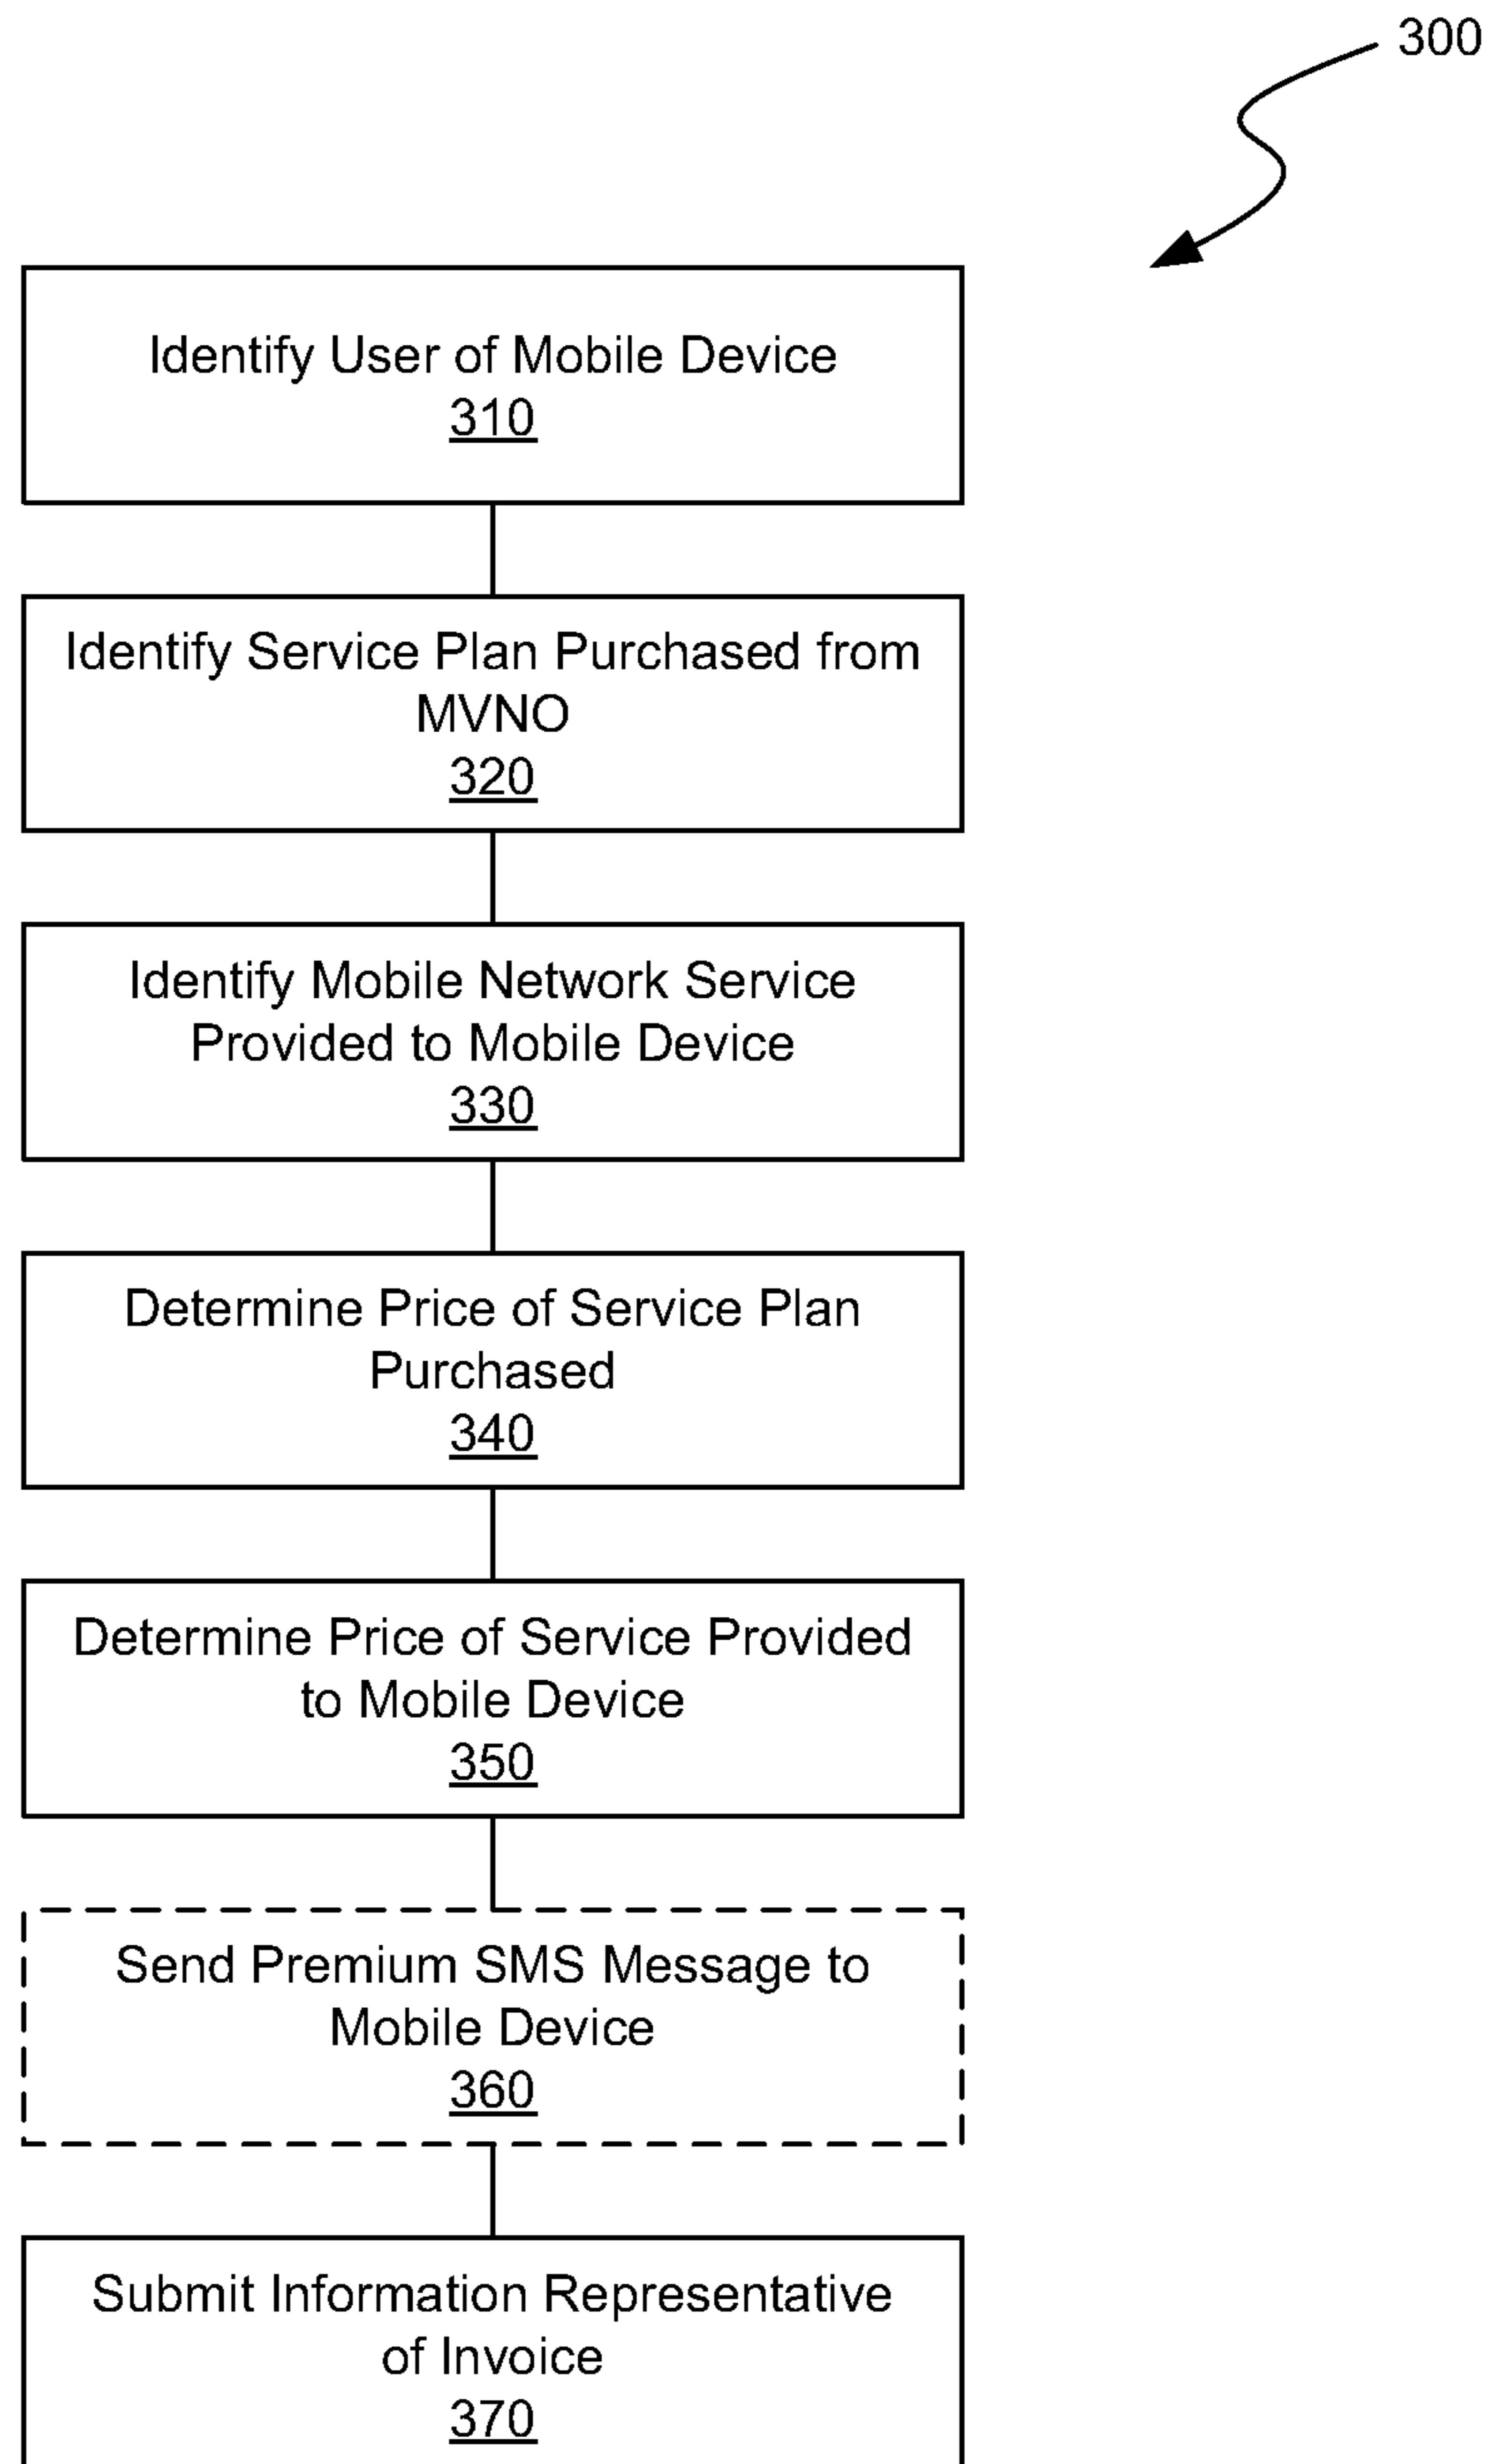 300
Identify User of Mobile Device
310
Identify Service Plan Purchased from
MVNO
320
Identify Mobile Network Service
Provided to Mobile Device
330
Determine Price of Service Plan
Purchased
340
Determine Price of Service Provided
to Mobile Device
350
Send Premium SMS Message to
Mobile Device
360
Submit Information Representative
of Invoice
370